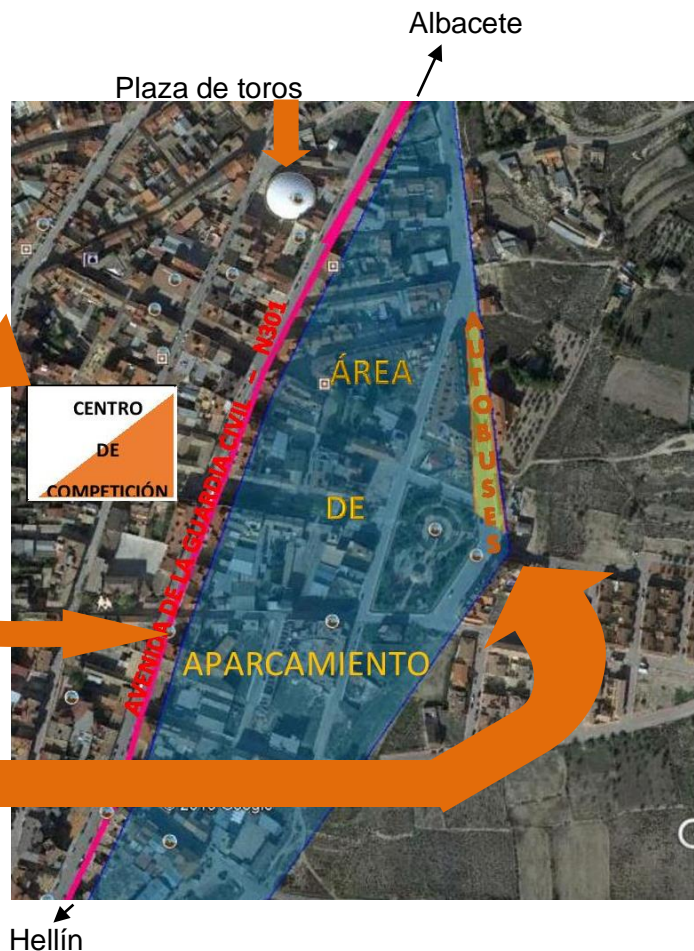 Albacete
Plaza de toros
AVENIDA DE LA GUARDIA CIVIL – N301
ÁREA
DE
APARCAMIENTO
AUTOBUSES
CENTRO
DE
COMPETICIÓN
Hellín